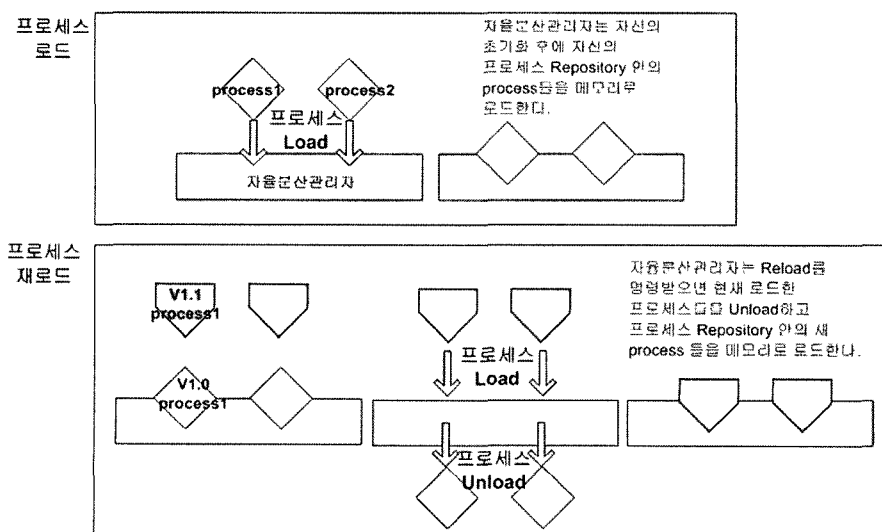 프로세스
로드
process1
process2
프로세스
Load
자율분산관리자
자율분산관리자는 자신의
초기화 후에 자신의
프로세스 Repository 안의
process들을 메모리로
로드한다.
프로세스
재로드
V1.1
process1
V1.0
process1
프로세스
Load
프로세스
Unload
자율분산관리자는 Reload를
명령받으면 현재 로드한
프로세스들을 Unload하고
프로세스 Repository 안의 새
process 들을 메모리로 로드한다.